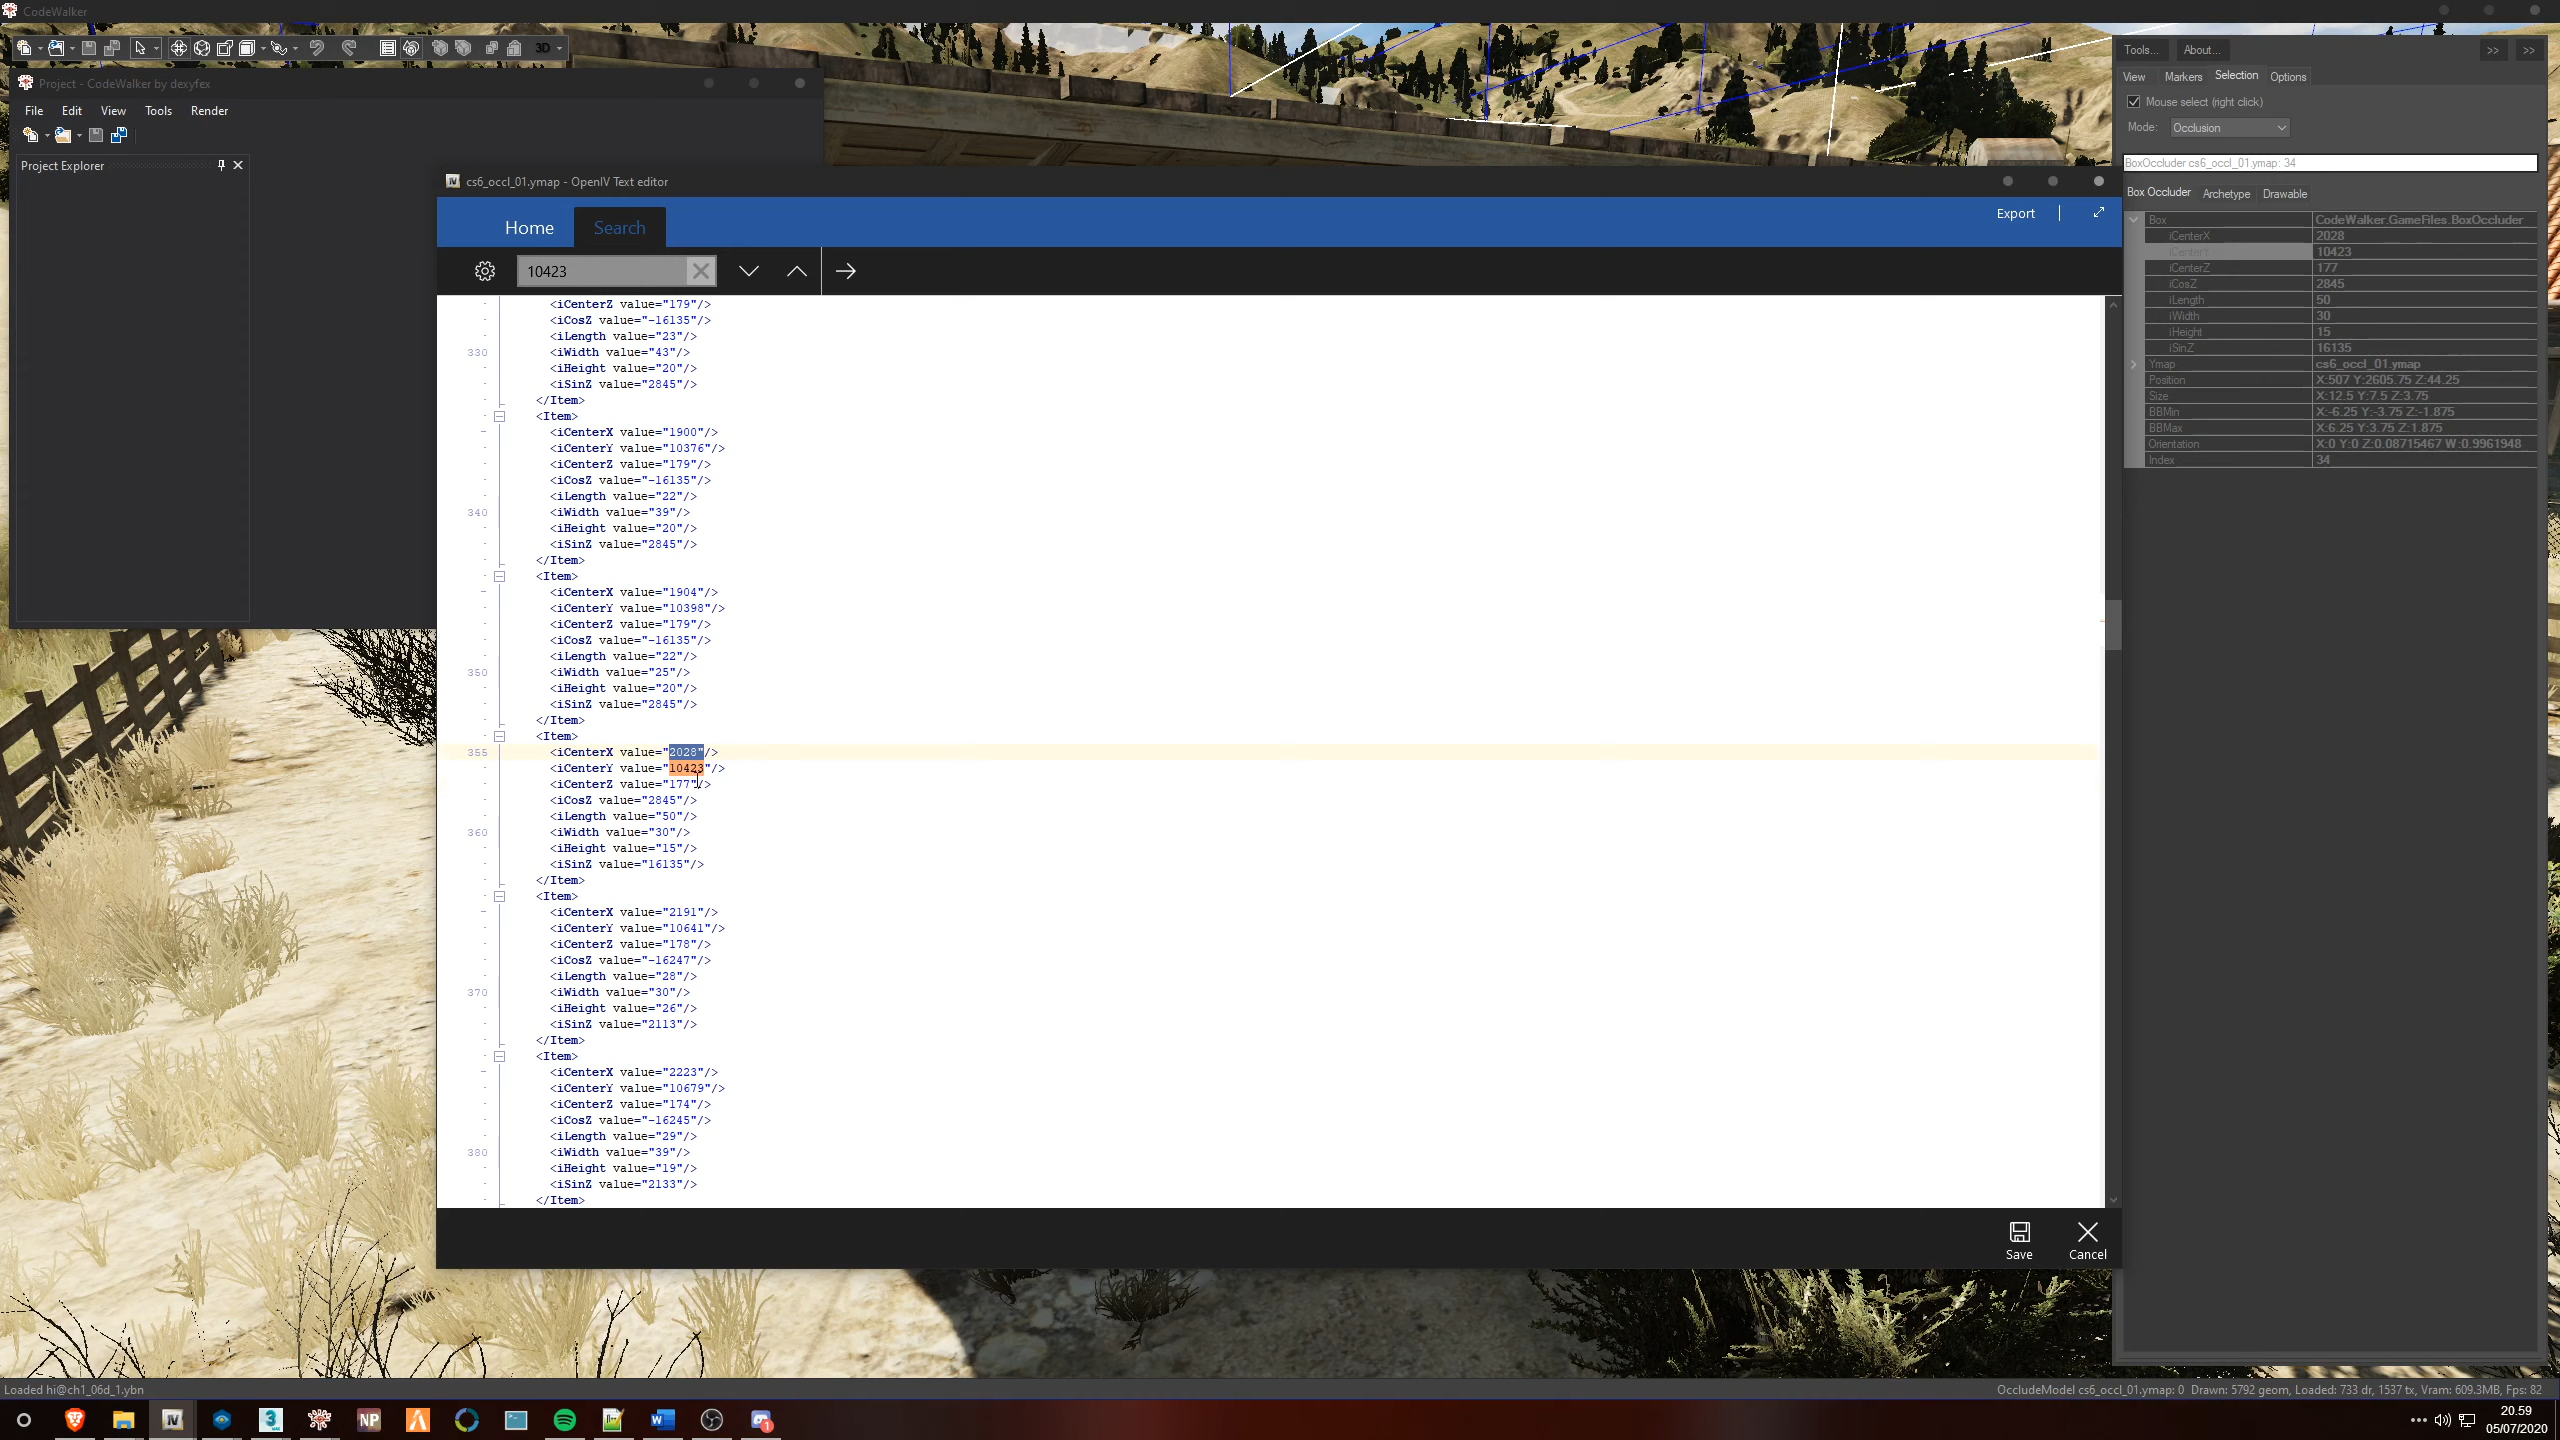 CodeWalker
3D
Project - CodeWalker by dexyfex
File Edit View Tools Render
Project Explorer
cs6_occl_01.ymap - OpenIV Text editor
Home Search
Export
10423
<iCenterZ value="179"/>
<iCosZ value="-16135"/>
<iLength value="23"/>
330 <iWidth value="43"/>
<iHeight value="20"/>
<iSinZ value="2845"/>
</Item>
<Item>
<iCenterX value="1900"/>
<iCenterY value="10376"/>
<iCenterZ value="179"/>
<iCosZ value="-16135"/>
<iLength value="22"/>
340 <iWidth value="39"/>
<iHeight value="20"/>
<iSinZ value="2845"/>
</Item>
<Item>
<iCenterX value="1904"/>
<iCenterY value="10398"/>
<iCenterZ value="179"/>
<iCosZ value="-16135"/>
<iLength value="22"/>
350 <iWidth value="25"/>
<iHeight value="20"/>
<iSinZ value="2845"/>
</Item>
<Item>
355 <iCenterX value="2028"/>
<iCenterY value="10423"/>
<iCenterZ value="177"/>
<iCosZ value="2845"/>
<iLength value="50"/>
360 <iWidth value="30"/>
<iHeight value="15"/>
<iSinZ value="16135"/>
</Item>
<Item>
<iCenterX value="2191"/>
<iCenterY value="10641"/>
<iCenterZ value="178"/>
<iCosZ value="-16247"/>
<iLength value="28"/>
370 <iWidth value="30"/>
<iHeight value="26"/>
<iSinZ value="2113"/>
</Item>
<Item>
<iCenterX value="2223"/>
<iCenterY value="10679"/>
<iCenterZ value="174"/>
<iCosZ value="-16245"/>
<iLength value="29"/>
380 <iWidth value="39"/>
<iHeight value="19"/>
<iSinZ value="2133"/>
</Item>
Save Cancel
Tools... About... >> >>
View Markers Selection Options
Mouse select (right click)
Mode: Occlusion
BoxOccluder cs6_occl_01.ymap: 34
Box Occluder Archetype Drawable
Box CodeWalker.GameFiles.BoxOccluder
iCenterX 2028
iCenterY 10423
iCenterZ 177
iCosZ 2845
iLength 50
iWidth 30
iHeight 15
iSinZ 16135
Ymap cs6_occl_01.ymap
Position X:507 Y:2605.75 Z:44.25
Size X:12.5 Y:7.5 Z:3.75
BBMin X:-6.25 Y:-3.75 Z:-1.875
BBMax X:6.25 Y:3.75 Z:1.875
Orientation X:0 Y:0 Z:0.08715467 W:0.9961948
Index 34
Loaded hi@ch1_06d_1.ybn
OccludeModel cs6_occl_01.ymap: 0 Drawn: 5792 geom, Loaded: 733 dr, 1537 tx, Vram: 609.3MB, Fps: 82
IV 3 NP W 1
20.59
05/07/2020